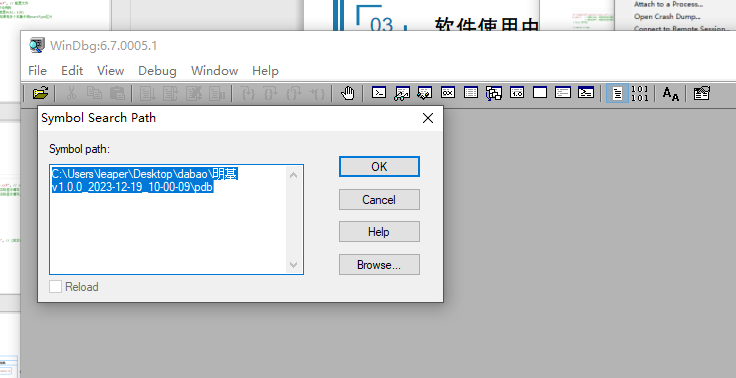 03
软件使用中
Attach to a Process...
Open Crash Dump...
Connect to Remote Session
WinDbg:6.7.0005.1
File Edit View Debug Window Help
Symbol Search Path
Symbol path:
C:\Users\leaper\Desktop\dabao\明基
v1.0.0_2023-12-19_10-00-09\pdb
OK
Cancel
Help
Browse...
Reload